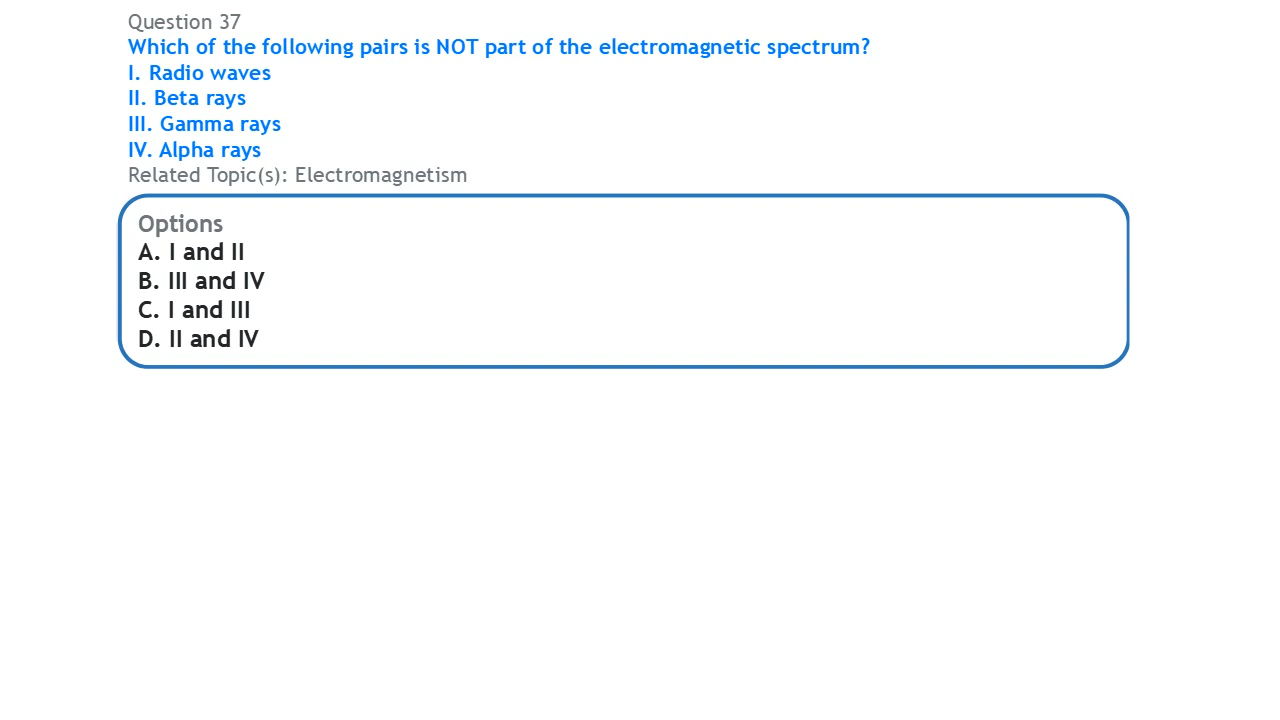 Question 37
Which of the following pairs is NOT part of the electromagnetic spectrum?
I. Radio waves
II. Beta rays
III. Gamma rays
IV. Alpha rays
Related Topic(s): Electromagnetism
Options
A. I and II
B. III and IV
C. I and III
D. II and IV